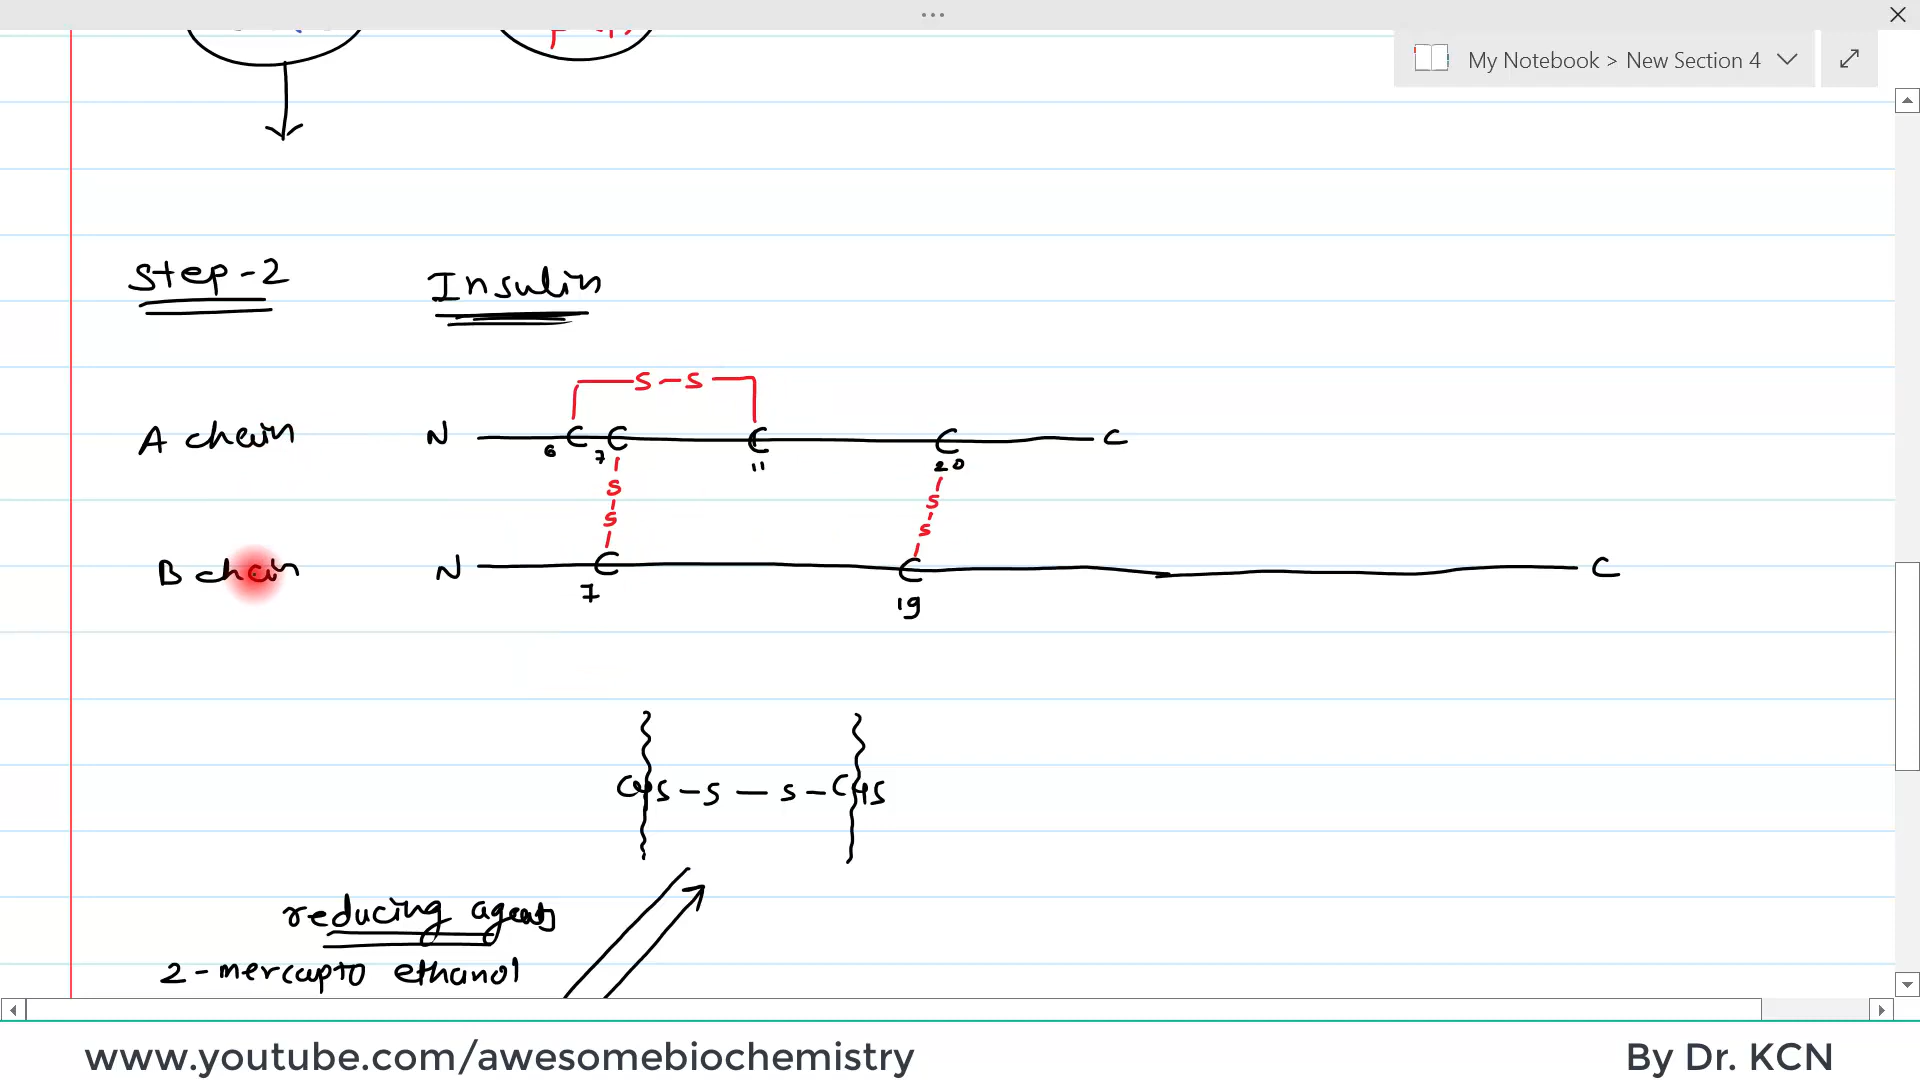 My Notebook > New Section 4
Step-2 Insulin
S-S
A chain N C C C C C
6 7 11 20
S S
S S
B chain N C C C
7 19
Cys-S-S-Cys
reducing agents
2-mercapto ethanol
www.youtube.com/awesomebiochemistry By Dr. KCN